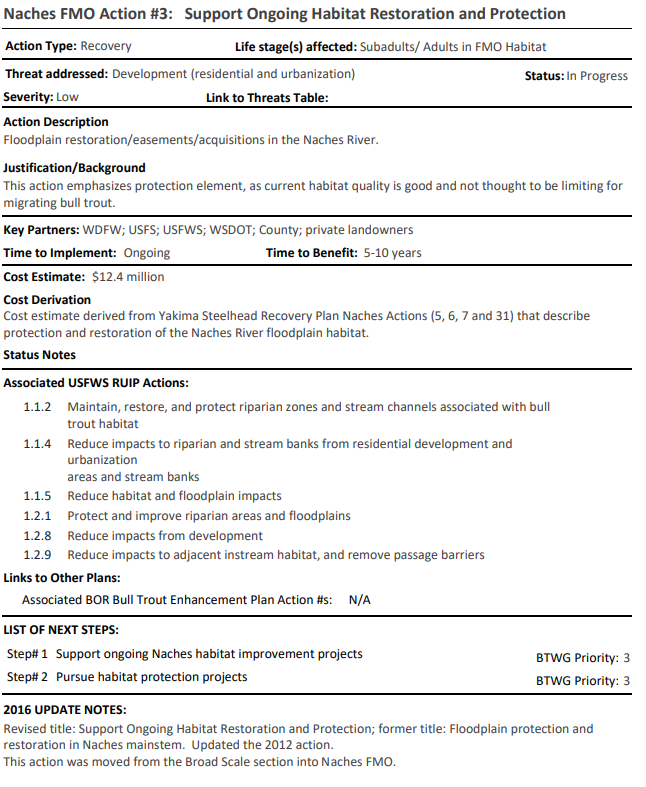 Naches FMO Action #3: Support Ongoing Habitat Restoration and Protection
Action Type: Recovery Life stage(s) affected: Subadults/ Adults in FMO Habitat
Threat addressed: Development (residential and urbanization) Status: In Progress
Severity: Low Link to Threats Table:
Action Description
Floodplain restoration/easements/acquisitions in the Naches River.
Justification/Background
This action emphasizes protection element, as current habitat quality is good and not thought to be limiting for
migrating bull trout.
Key Partners: WDFW; USFS; USFWS; WSDOT; County; private landowners
Time to Implement: Ongoing Time to Benefit: 5-10 years
Cost Estimate: $12.4 million
Cost Derivation
Cost estimate derived from Yakima Steelhead Recovery Plan Naches Actions (5, 6, 7 and 31) that describe
protection and restoration of the Naches River floodplain habitat.
Status Notes
Associated USFWS RUIP Actions:
1.1.2 Maintain, restore, and protect riparian zones and stream channels associated with bull
trout habitat
1.1.4 Reduce impacts to riparian and stream banks from residential development and
urbanization
areas and stream banks
1.1.5 Reduce habitat and floodplain impacts
1.2.1 Protect and improve riparian areas and floodplains
1.2.8 Reduce impacts from development
1.2.9 Reduce impacts to adjacent instream habitat, and remove passage barriers
Links to Other Plans:
Associated BOR Bull Trout Enhancement Plan Action #s: N/A
LIST OF NEXT STEPS:
Step# 1 Support ongoing Naches habitat improvement projects BTWG Priority: 3
Step# 2 Pursue habitat protection projects BTWG Priority: 3
2016 UPDATE NOTES:
Revised title: Support Ongoing Habitat Restoration and Protection; former title: Floodplain protection and
restoration in Naches mainstem. Updated the 2012 action.
This action was moved from the Broad Scale section into Naches FMO.